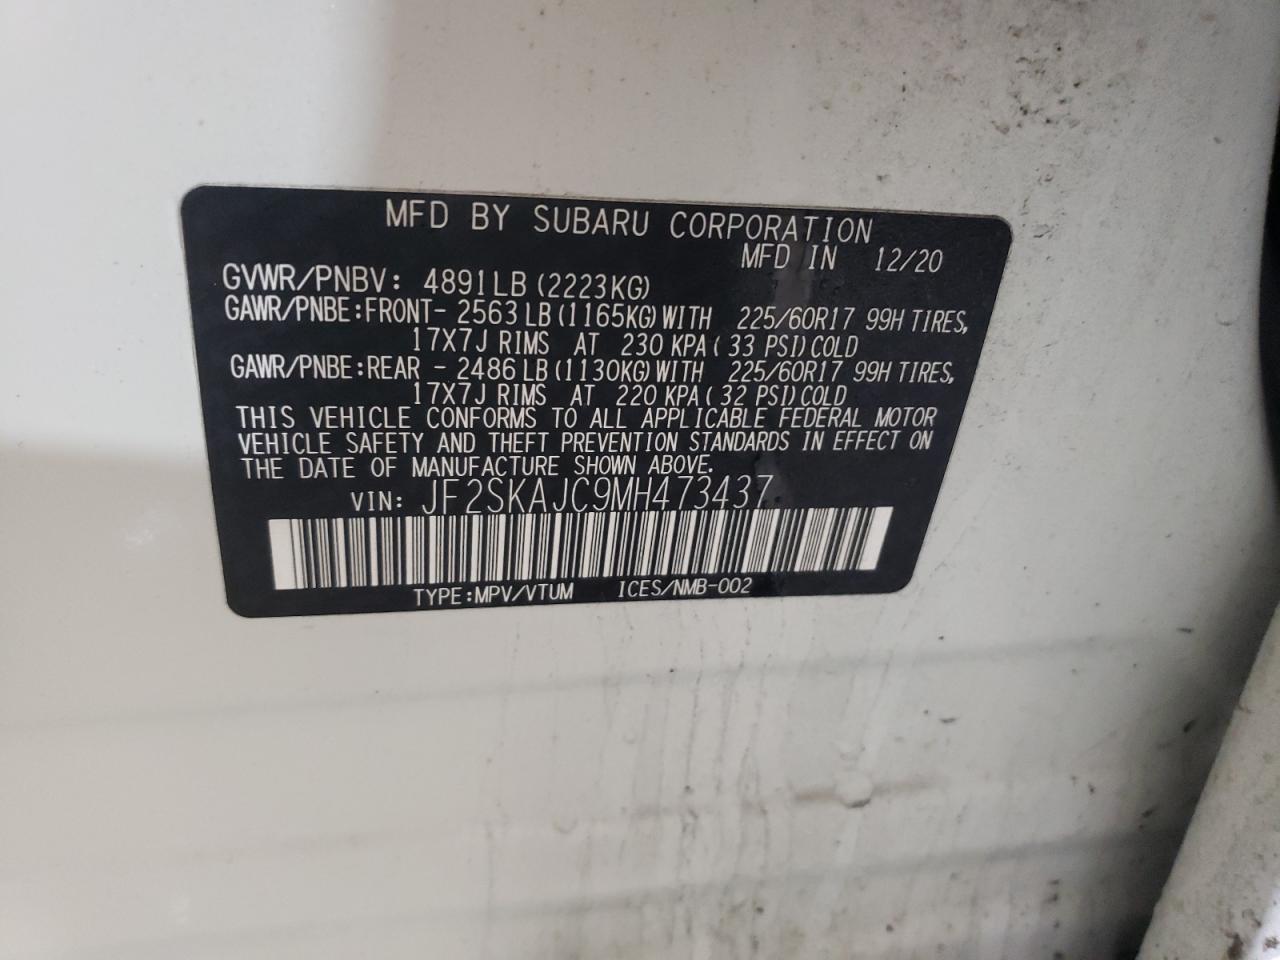 MFD BY SUBARU CORPORATION
MFD IN 12/20
GVWR/PNBV: 4891LB (2223KG)
GAWR/PNBE:FRONT- 2563 LB (1165KG) WITH 225/60R17 99H TIRES,
17X7J RIMS AT 230 KPA ( 33 PSI) COLD
GAWR/PNBE:REAR - 2486 LB (1130KG) WITH 225/60R17 99H TIRES,
17X7J RIMS AT 220 KPA ( 32 PSI) COLD
THIS VEHICLE CONFORMS TO ALL APPLICABLE FEDERAL MOTOR
VEHICLE SAFETY AND THEFT PREVENTION STANDARDS IN EFFECT ON
THE DATE OF MANUFACTURE SHOWN ABOVE.
VIN: JF2SKAJC9MH473437
TYPE:MPV/VTUM ICES/NMB-002